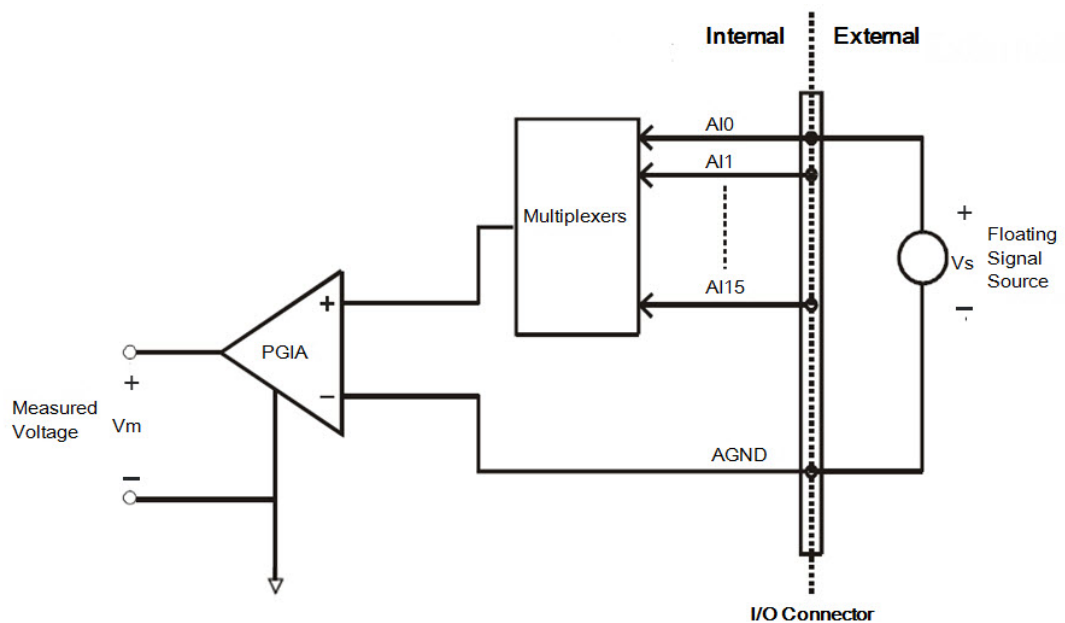 Internal
External
AI0
AI1
Multiplexers
+
Floating
Vs
Signal
Source
AI15
−
+
PGIA
−
+
Measured
Vm
Voltage
−
AGND
I/O Connector